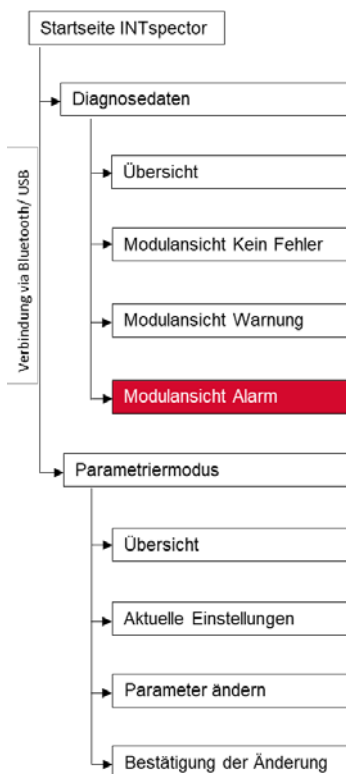 Startseite INTspector
Diagnosedaten
Übersicht
Modulansicht Kein Fehler
Modulansicht Warnung
Modulansicht Alarm
Verbindung via Bluetooth/ USB
Parametriermodus
Übersicht
Aktuelle Einstellungen
Parameter ändern
Bestätigung der Änderung